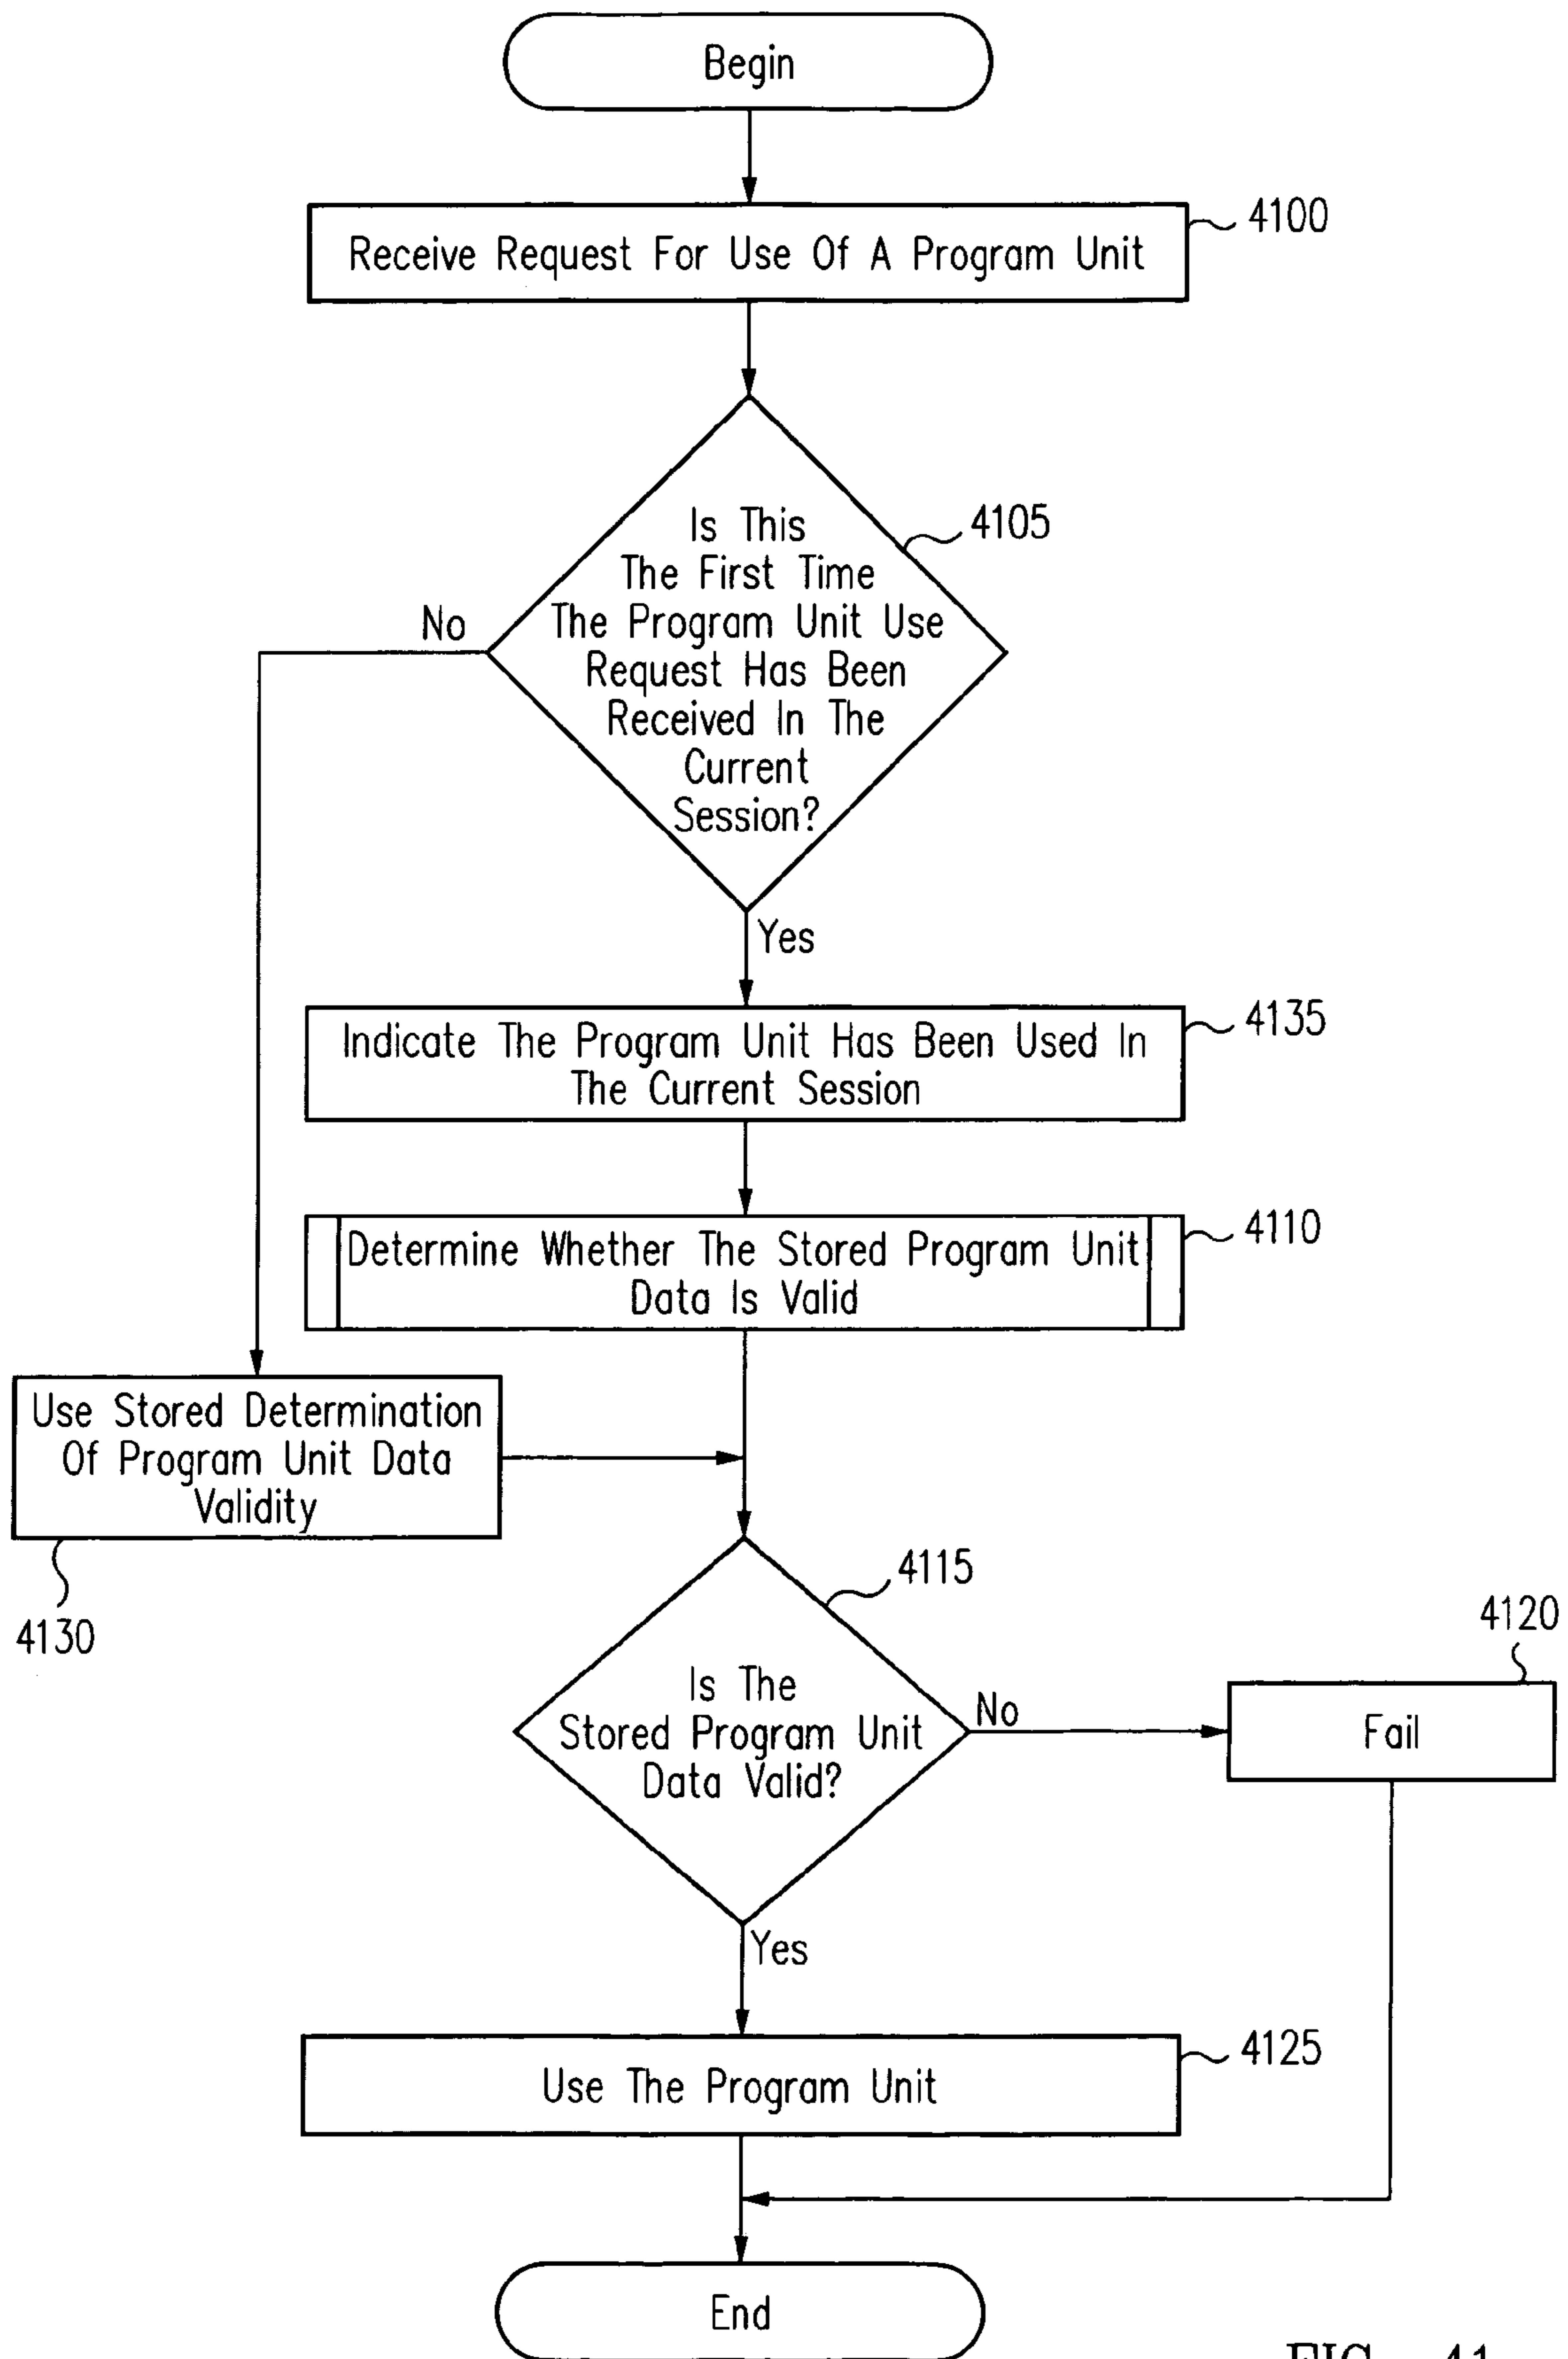 Begin
Receive Request For Use Of A Program Unit
4100
Is This
The First Time
The Program Unit Use
Request Has Been
Received In The
Current
Session?
4105
No
Yes
Indicate The Program Unit Has Been Used In
The Current Session
4135
Determine Whether The Stored Program Unit
Data Is Valid
4110
Use Stored Determination
Of Program Unit Data
Validity
4130
Is The
Stored Program Unit
Data Valid?
4115
No
Fail
4120
Yes
Use The Program Unit
4125
End
FIG. 41